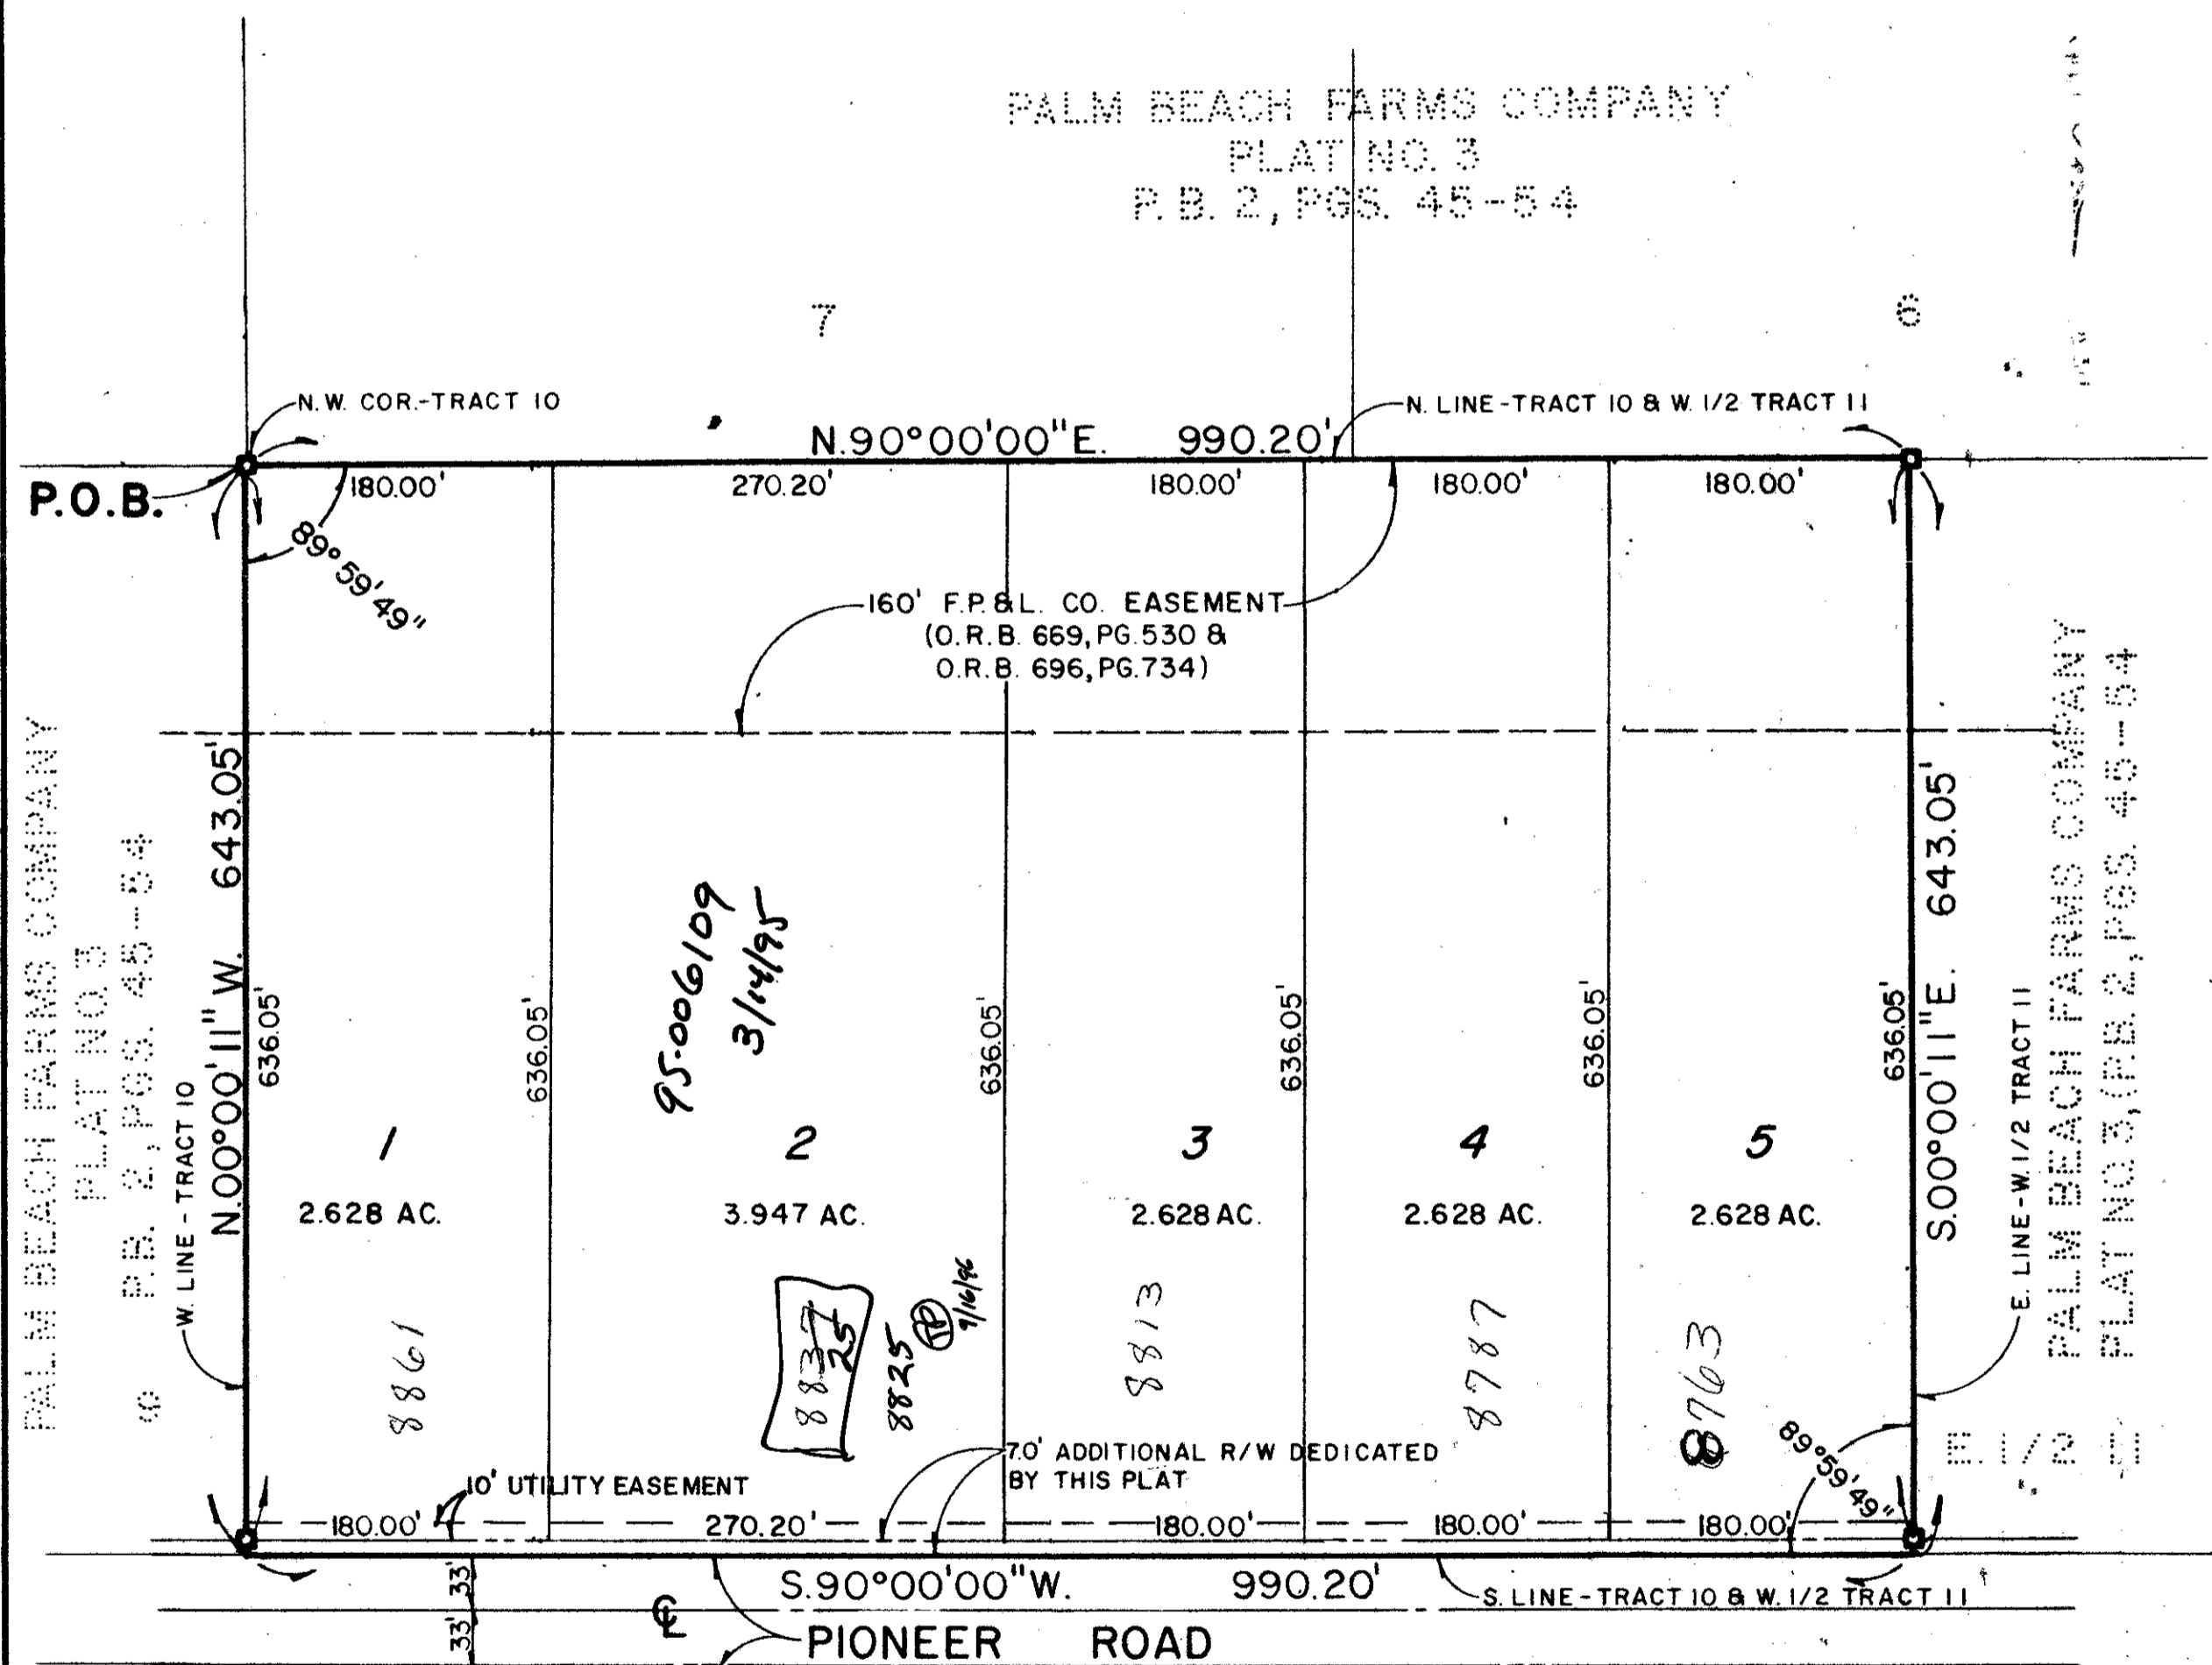 PALM BEACH FARMS COMPANY
PLAT NO. 3
P.B. 2, PGS. 45-54
7
6
N.W. COR.-TRACT 10
N. LINE-TRACT 10 & W. 1/2 TRACT 11
N.90°00'00"E. 990.20'
P.O.B.
180.00'
270.20'
180.00'
180.00'
180.00'
89°59'49"
160' F.P.&L. CO. EASEMENT
(O.R.B. 669, PG.530 &
O.R.B. 696, PG.734)
PALM BEACH FARMS COMPANY
PLAT NO. 3
P.B. 2, PGS. 45-54
9
W. LINE-TRACT 10
N.00°00'11"W. 643.05'
636.05'
636.05'
636.05'
636.05'
636.05'
636.05'
S.00°00'11"E. 643.05'
E. LINE-W.1/2 TRACT 11
PALM BEACH FARMS COMPANY
PLAT NO.3,(P.B.2,PGS. 45-54
E. 1/2 11
95.006109
3/14/95
1
2
3
4
5
2.628 AC.
3.947 AC.
2.628 AC.
2.628 AC.
2.628 AC.
8861
8837
25
8825
9/16/96
8813
8787
8763
89°59'49"
10' UTILITY EASEMENT
7.0' ADDITIONAL R/W DEDICATED
BY THIS PLAT
180.00'
270.20'
180.00'
180.00'
180.00'
S.90°00'00"W. 990.20'
S. LINE-TRACT 10 & W. 1/2 TRACT 11
33'
33'
CL
PIONEER ROAD